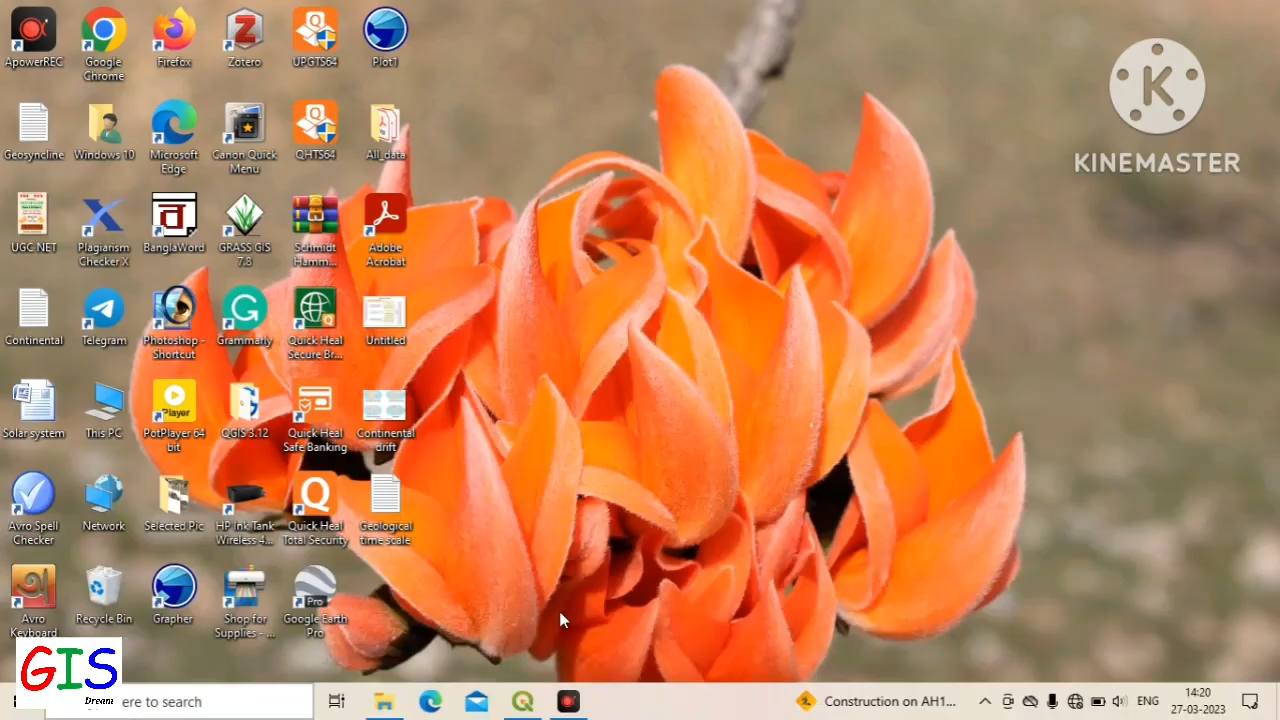 ApowerREC
Google
Chrome
Firefox
Zotero
UPGTS64
Plot1
Geosyncline
Windows 10
Microsoft
Edge
Canon Quick
Menu
QHTS64
All_data
UGC NET
Plagiarism
Checker X
BanglaWord
GRASS GIS
7.8
Schmidt
Hamm...
Adobe
Acrobat
Continental
Telegram
Photoshop -
Shortcut
Grammarly
Quick Heal
Secure Br...
Untitled
Solar system
This PC
Player
PotPlayer 64
bit
QGIS 3.12
Quick Heal
Safe Banking
Continental
drift
Avro Spell
Checker
Network
Selected Pic
HP Ink Tank
Wireless 4...
Quick Heal
Total Security
Geological
time scale
Avro
Keyboard
Recycle Bin
Grapher
Shop for
Supplies - ...
Pro
Google Earth
Pro
K
KINEMASTER
GIS
Dream
ere to search
Construction on AH1...
ENG
14:20
27-03-2023